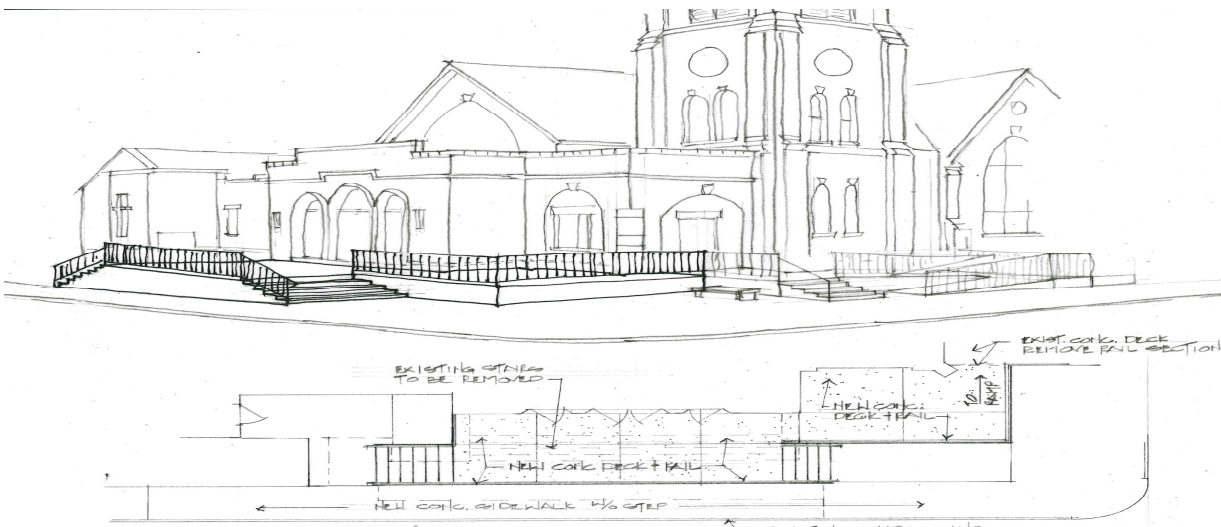 EXIST. CONC. DECK
REMOVE RAIL SECTION
EXISTING STAIRS
TO BE REMOVED
TO
RAMP
NEW CONC.
DECK + RAIL
NEW CONC DECK + RAIL
NEW CONC. SIDEWALK W/O STEP